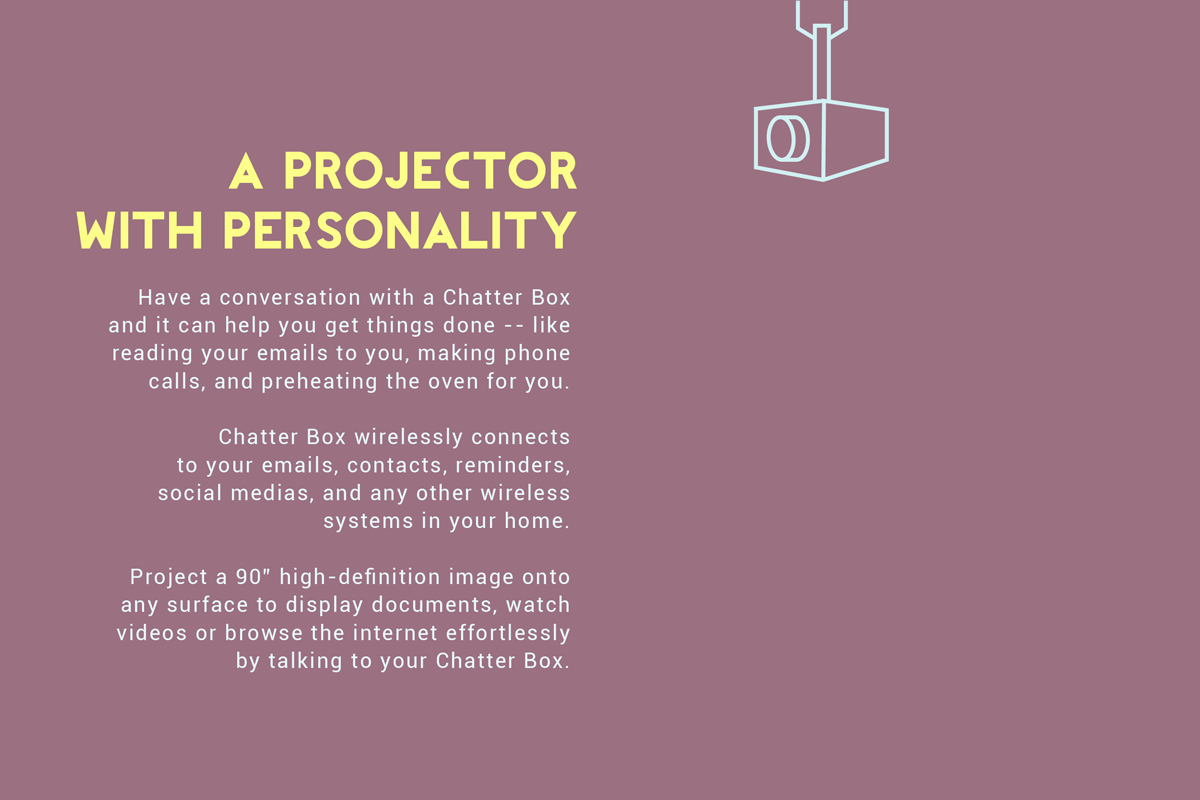 A PROJECTOR
WITH PERSONALITY
Have a conversation with a Chatter Box
and it can help you get things done -- like
reading your emails to you, making phone
calls, and preheating the oven for you.
Chatter Box wirelessly connects
to your emails, contacts, reminders,
social medias, and any other wireless
systems in your home.
Project a 90" high-definition image onto
any surface to display documents, watch
videos or browse the internet effortlessly
by talking to your Chatter Box.